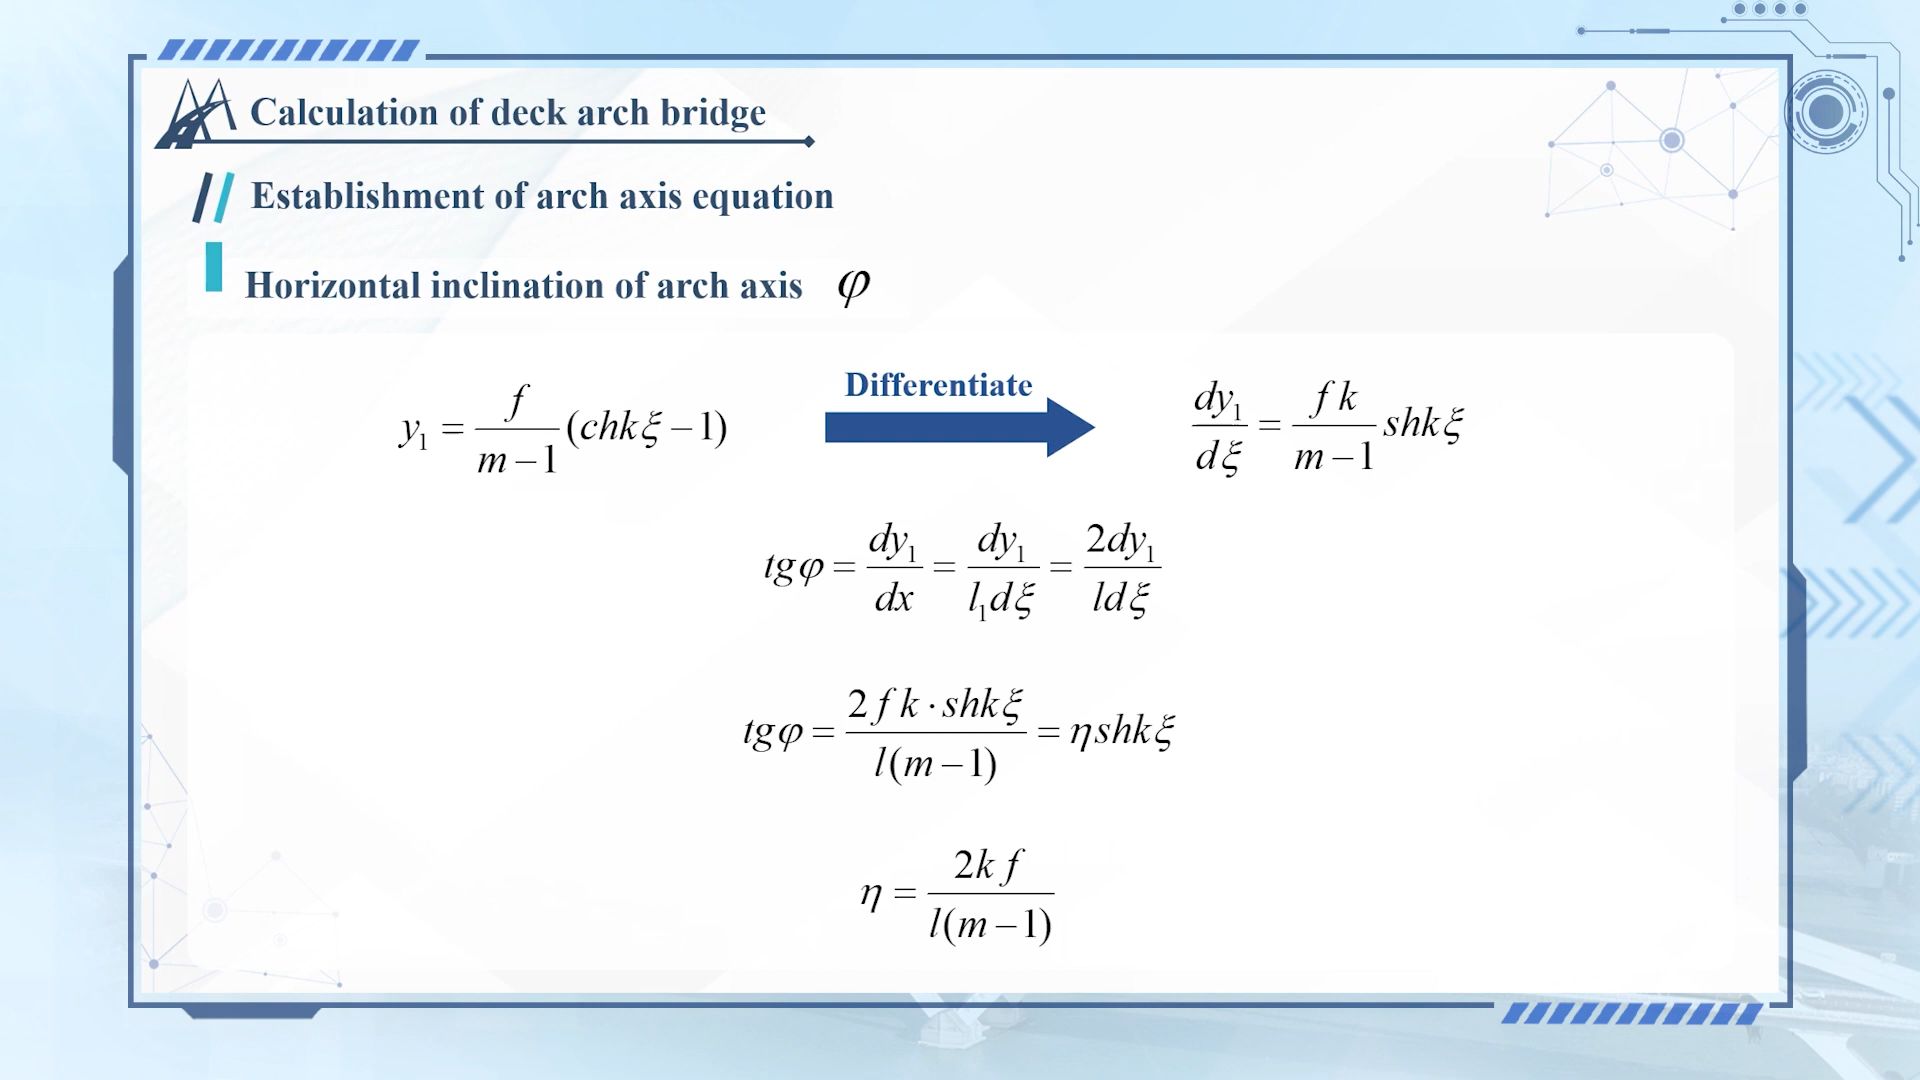 Calculation of deck arch bridge
Establishment of arch axis equation
Horizontal inclination of arch axis φ
y₁ = f/(m−1) (chkξ−1)
Differentiate
dy₁/dξ = fk/(m−1) shkξ
tgφ = dy₁/dx = dy₁/l₁dξ = 2dy₁/ldξ
tgφ = 2fk·shkξ/l(m−1) = ηshkξ
η = 2kf/l(m−1)